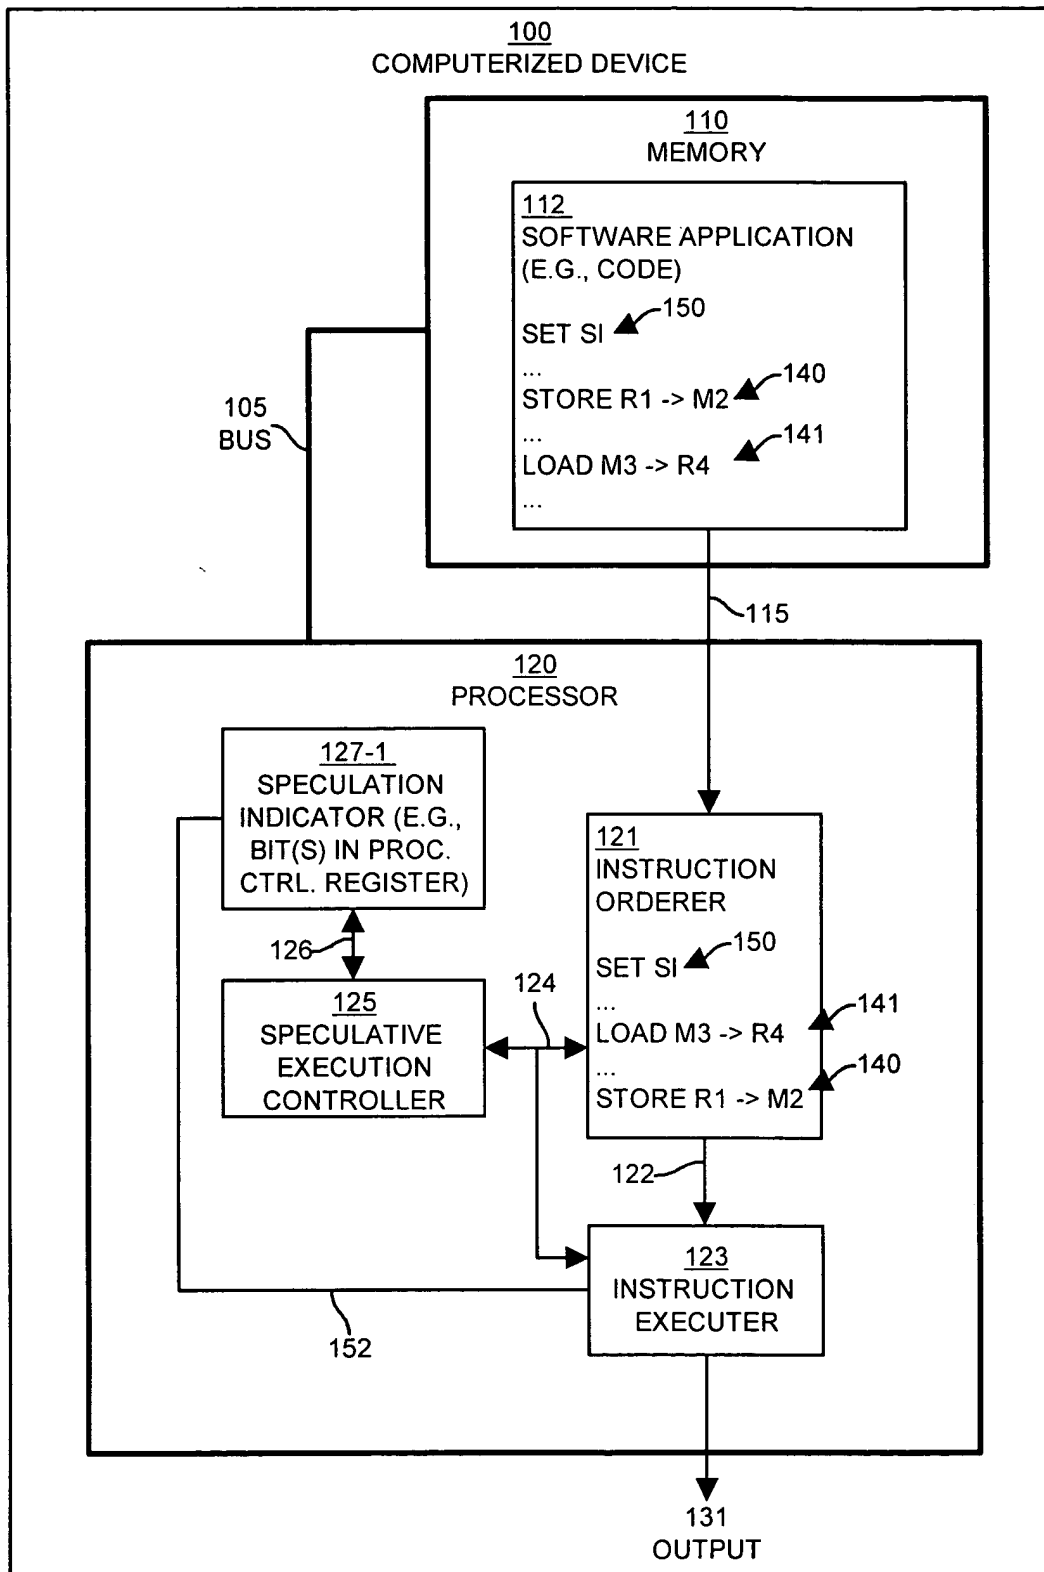 100
COMPUTERIZED DEVICE
110
MEMORY
112
SOFTWARE APPLICATION
(E.G., CODE)
SET SI
150
...
STORE R1 -> M2
140
...
LOAD M3 -> R4
141
...
105
BUS
115
120
PROCESSOR
127-1
SPECULATION
INDICATOR (E.G.,
BIT(S) IN PROC.
CTRL. REGISTER)
126
125
SPECULATIVE
EXECUTION
CONTROLLER
124
121
INSTRUCTION
ORDERER
SET SI
150
...
LOAD M3 -> R4
141
...
STORE R1 -> M2
140
122
123
INSTRUCTION
EXECUTER
152
131
OUTPUT